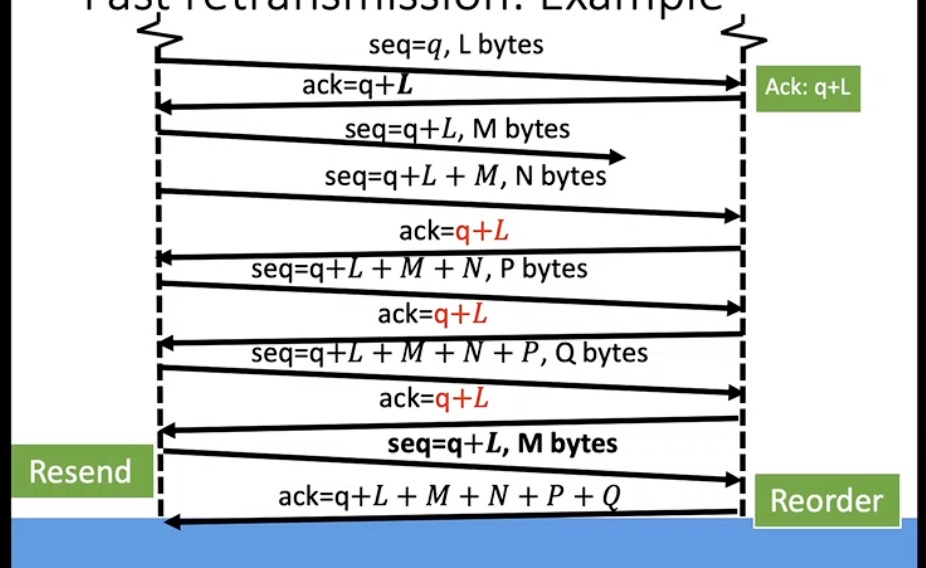 Fast retransmission: Example
seq=q, L bytes
ack=q+L
Ack: q+L
seq=q+L, M bytes
seq=q+L + M, N bytes
ack=q+L
seq=q+L + M + N, P bytes
ack=q+L
seq=q+L + M + N + P, Q bytes
ack=q+L
seq=q+L, M bytes
Resend
ack=q+L + M + N + P + Q
Reorder